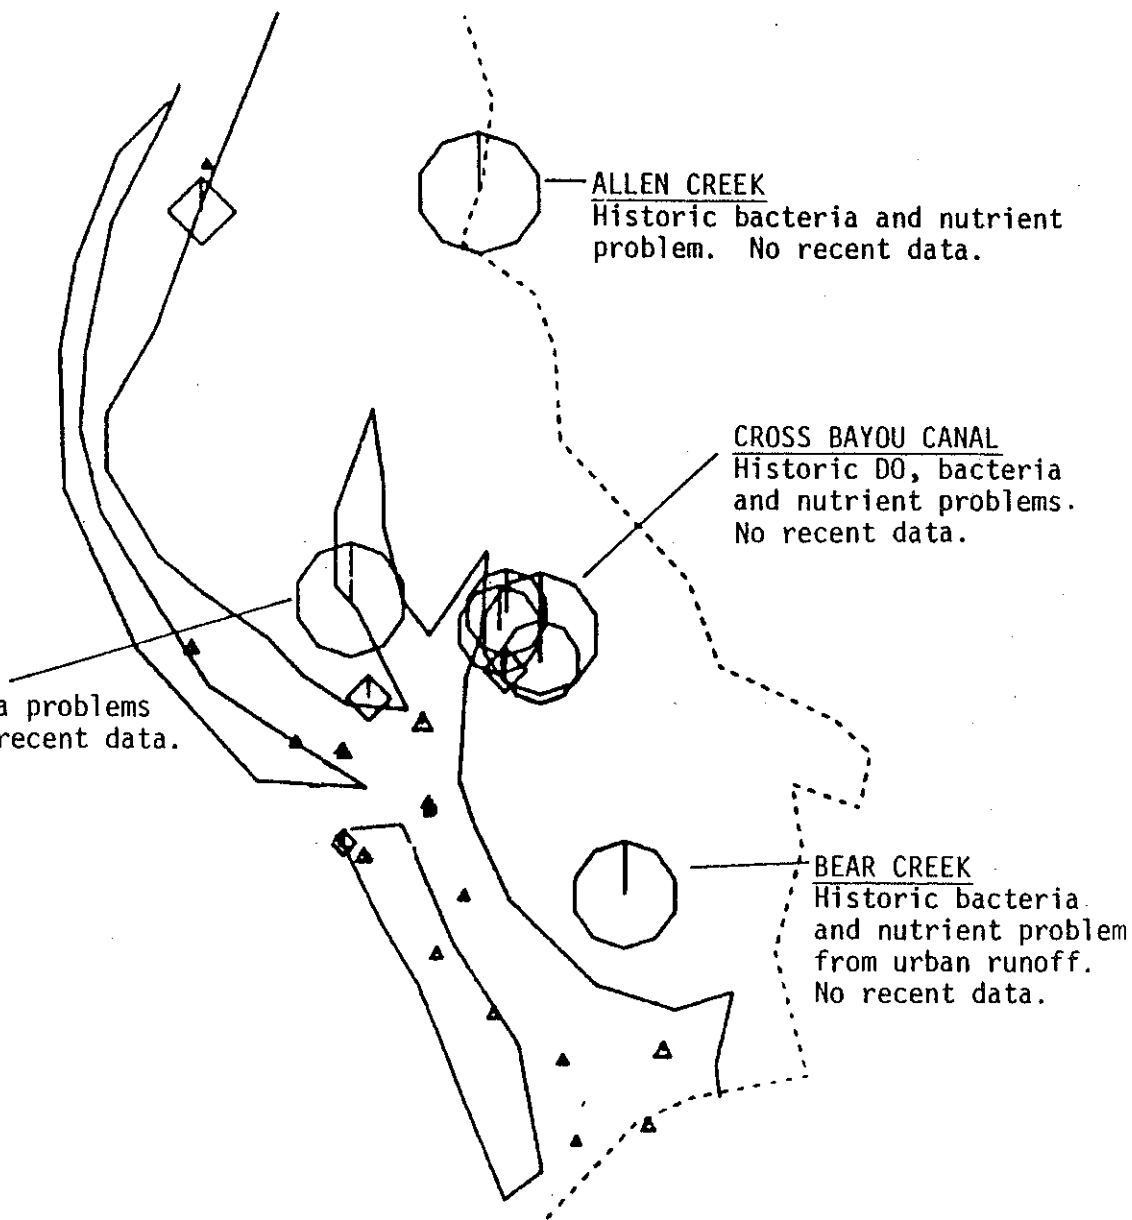 ALLEN CREEK
Historic bacteria and nutrient
problem. No recent data.
CROSS BAYOU CANAL
Historic DO, bacteria
and nutrient problems.
No recent data.
a problems
recent data.
BEAR CREEK
Historic bacteria
and nutrient problem
from urban runoff.
No recent data.